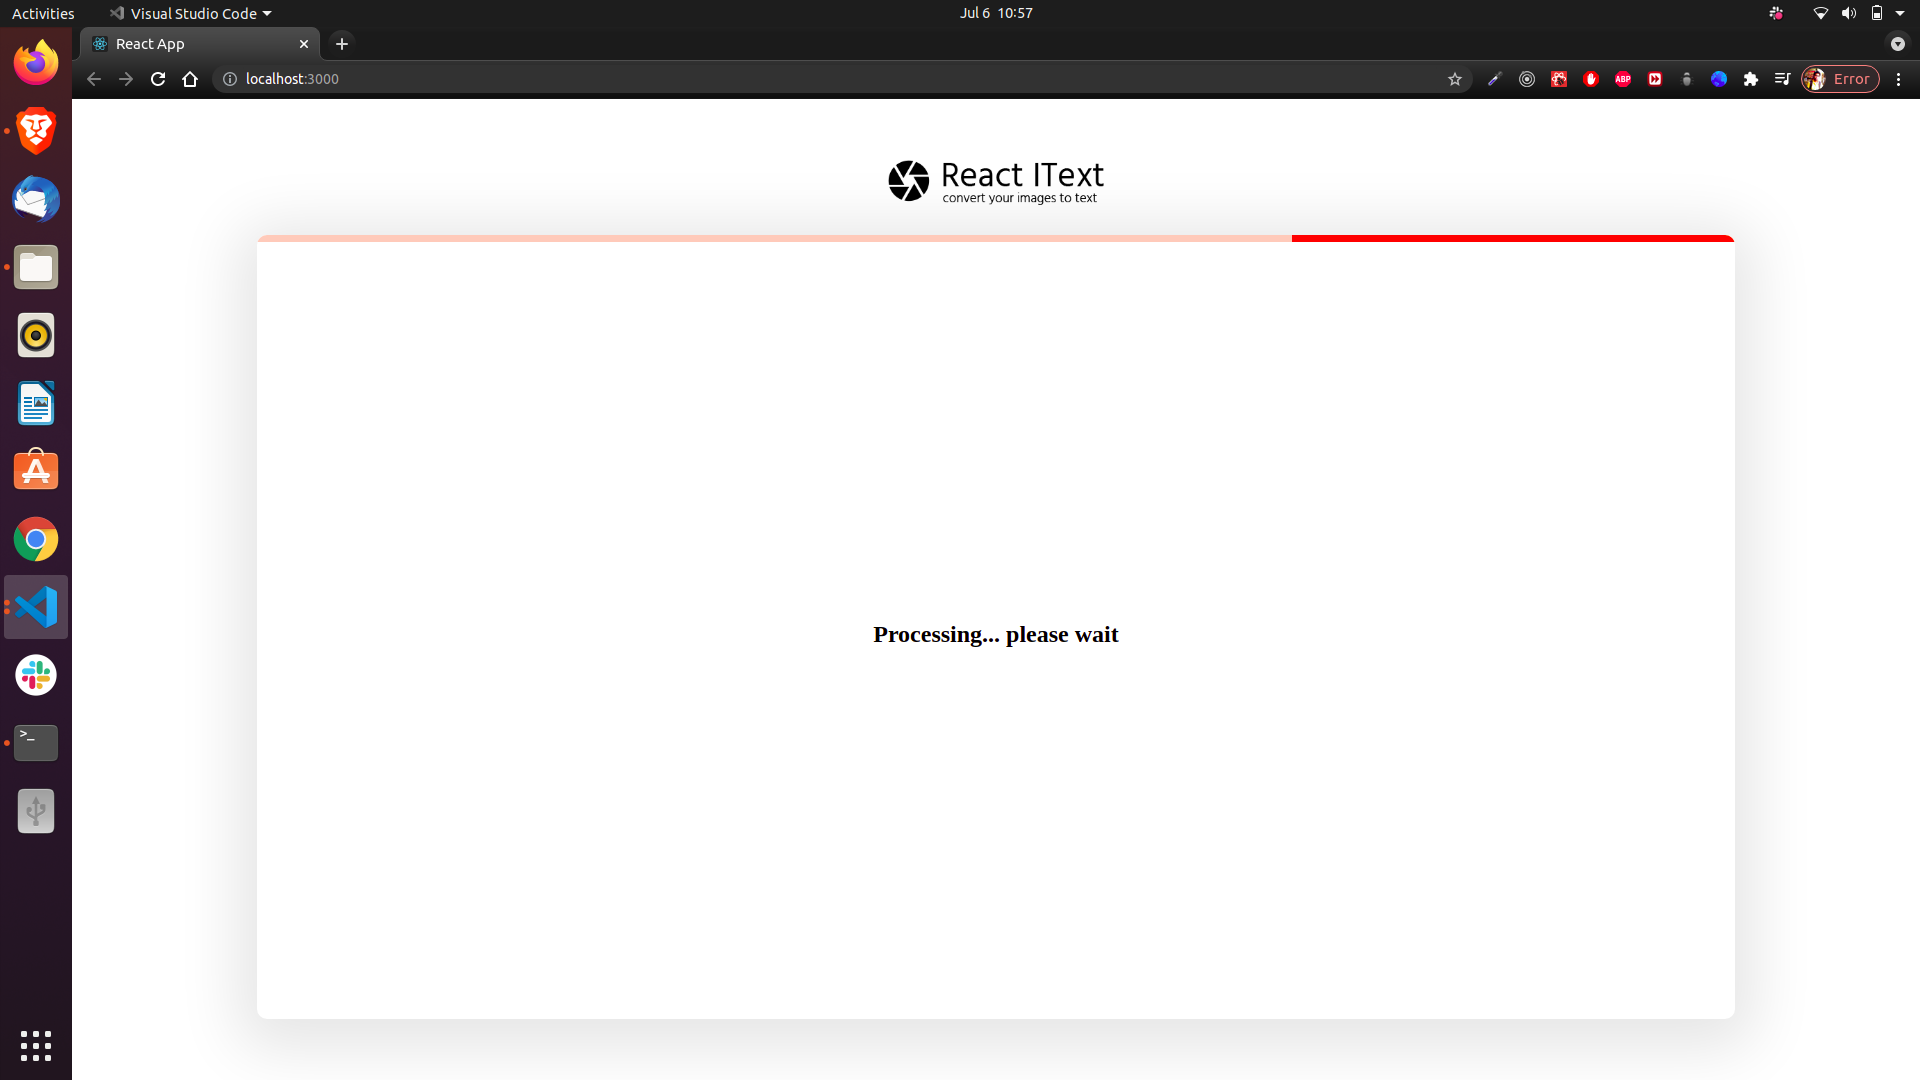 Activities
Visual Studio Code
Jul 6 10:57
React App
localhost:3000
ABP
Error
React IText
convert your images to text
Processing... please wait
>_